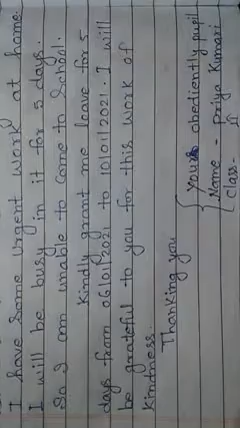 I have some urgent work at home.
I will be busy in it for 5 days.
So I am unable to come to School.
Kindly grant me leave for 5
days from 06/01/2021 to 10/01/2021. I will
be grateful to you for this work of
kindness.
Thanking you
Yours obediently pupil
Name - Priya Kumari
Class-